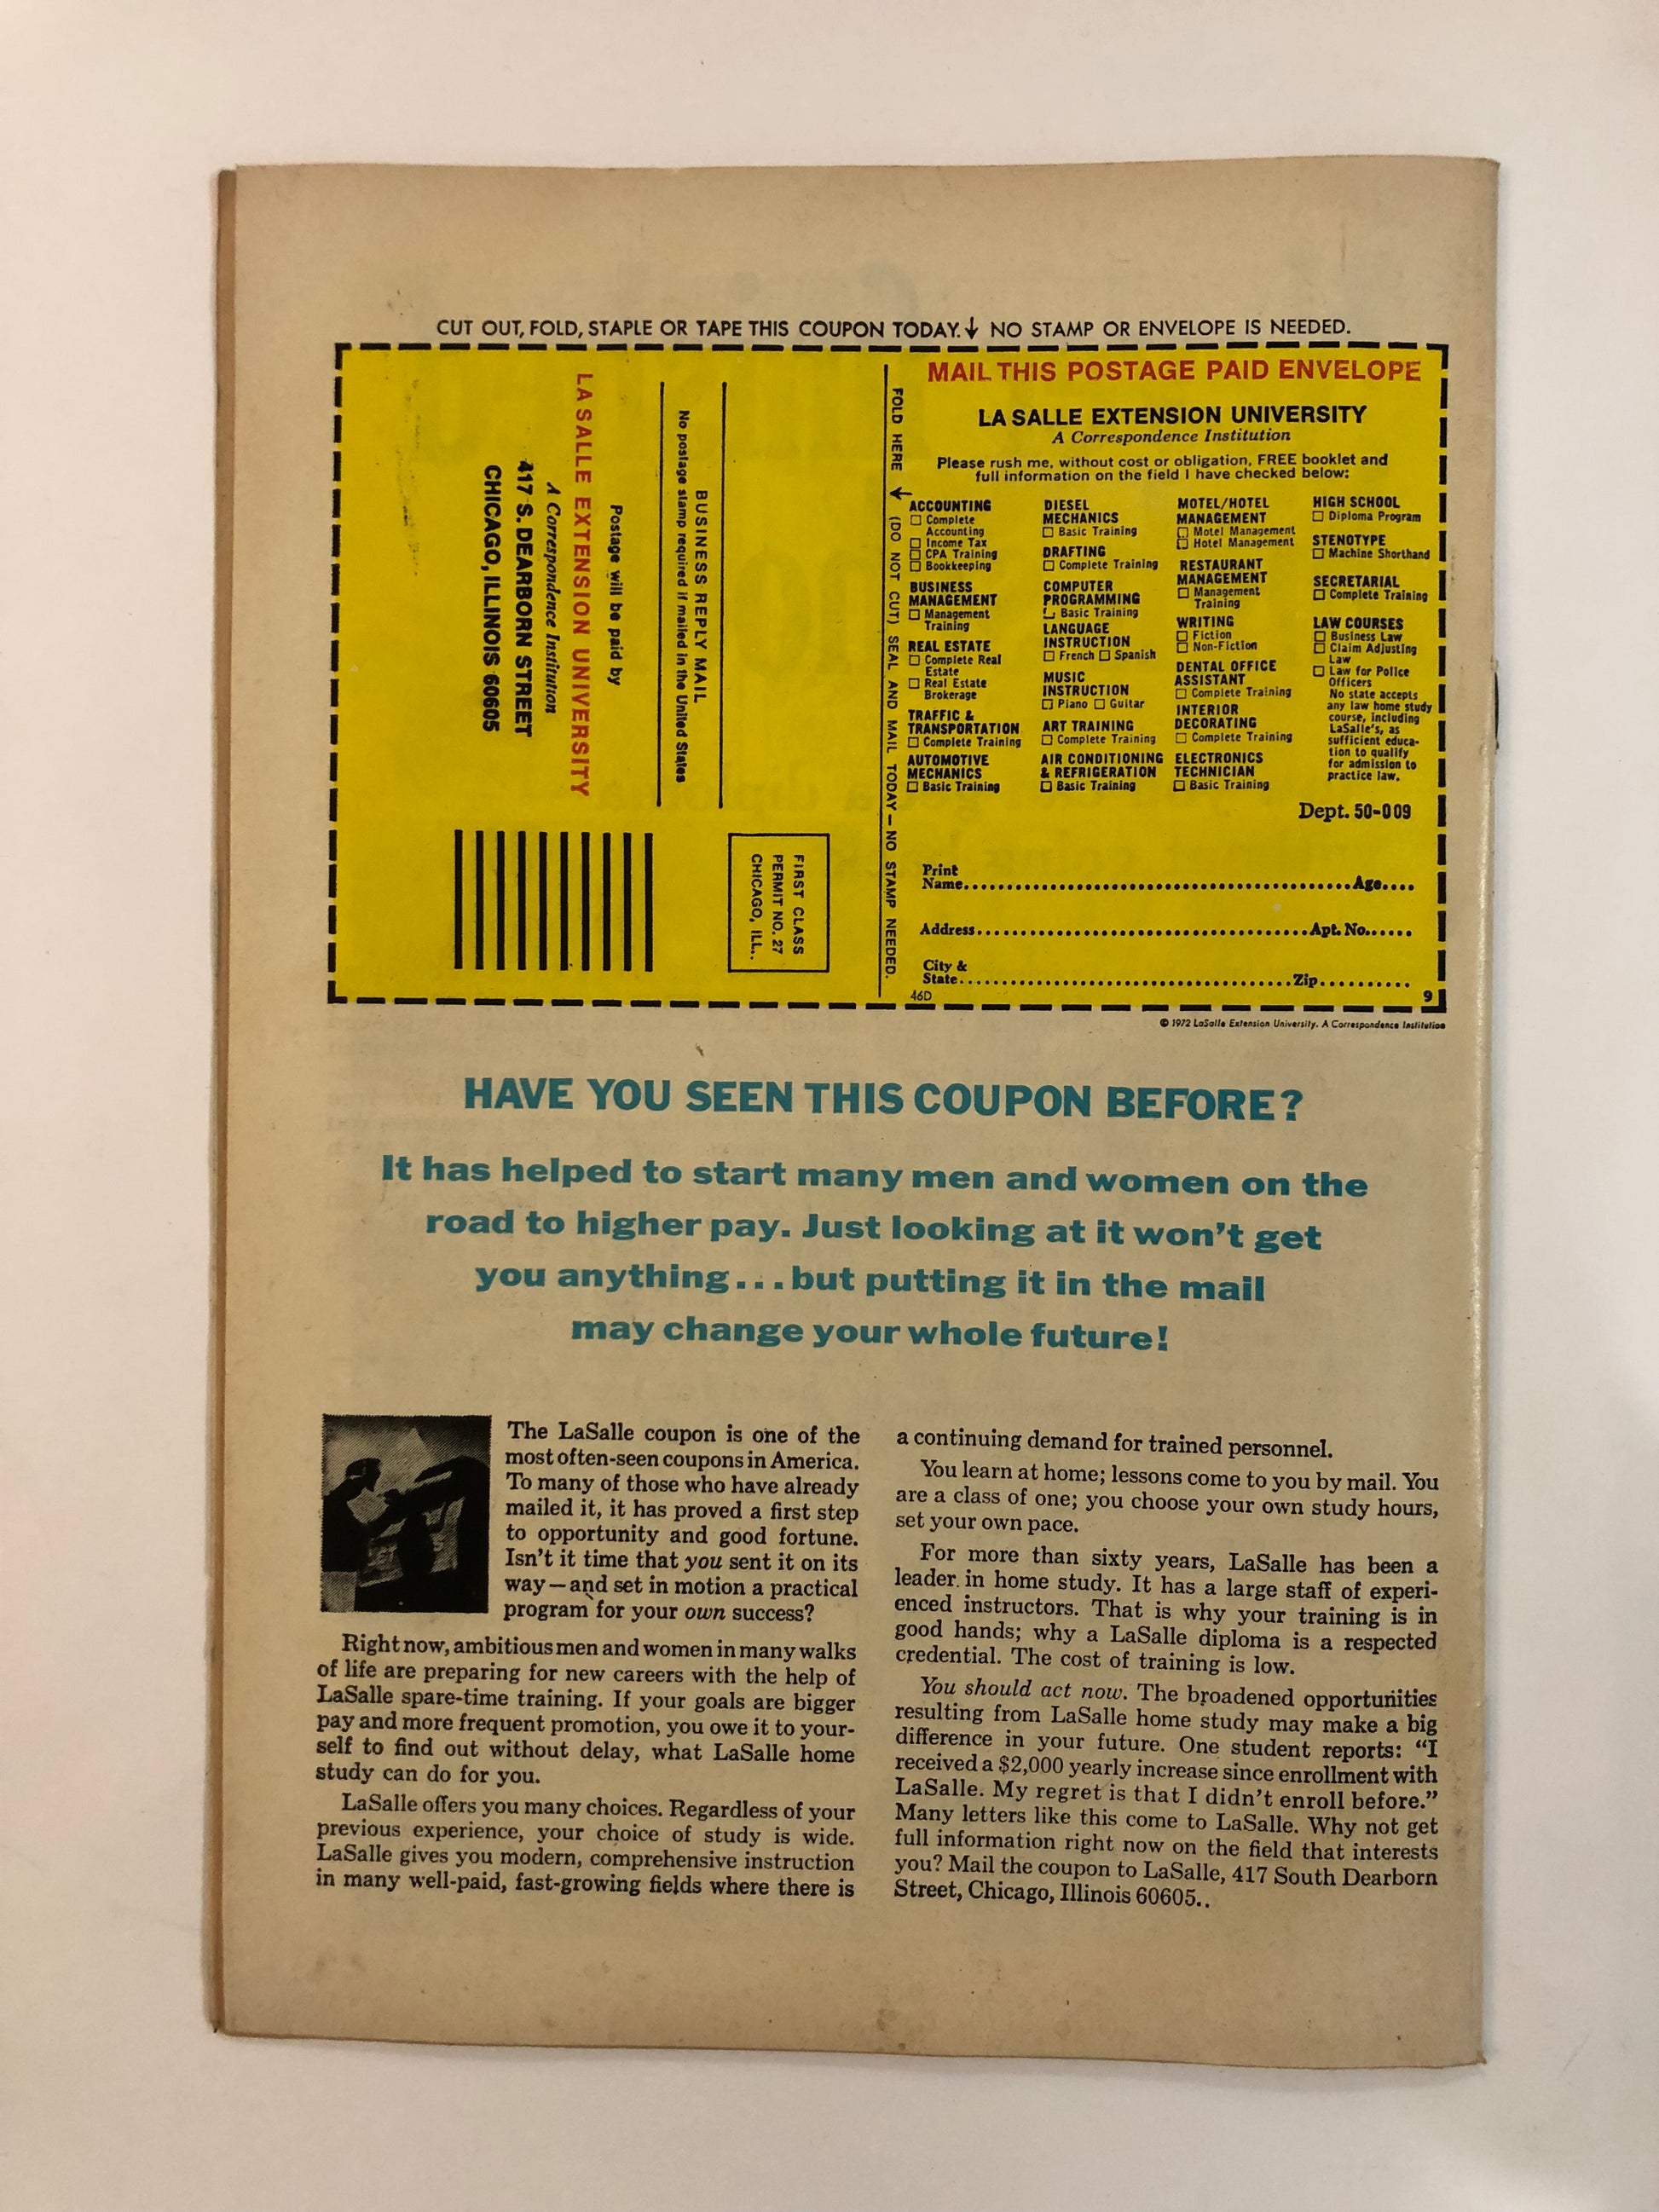 CUT OUT, FOLD, STAPLE OR TAPE THIS COUPON TODAY.↓ NO STAMP OR ENVELOPE IS NEEDED.
BUSINESS REPLY MAIL
No postage stamp required if mailed in the United States
Postage will be paid by
LA SALLE EXTENSION UNIVERSITY
A Correspondence Institution
417 S. DEARBORN STREET
CHICAGO, ILLINOIS 60605
FIRST CLASS
PERMIT NO. 27
CHICAGO, ILL..
FOLD HERE ↓ (DO NOT CUT) SEAL AND MAIL TODAY—NO STAMP NEEDED.
MAIL THIS POSTAGE PAID ENVELOPE
LA SALLE EXTENSION UNIVERSITY
A Correspondence Institution
Please rush me, without cost or obligation, FREE booklet and
full information on the field I have checked below:
ACCOUNTING
☐ Complete
Accounting
☐ Income Tax
☐ CPA Training
☐ Bookkeeping
BUSINESS
MANAGEMENT
☐ Management
Training
REAL ESTATE
☐ Complete Real
Estate
☐ Real Estate
Brokerage
TRAFFIC &
TRANSPORTATION
☐ Complete Training
AUTOMOTIVE
MECHANICS
☐ Basic Training
DIESEL
MECHANICS
☐ Basic Training
DRAFTING
☐ Complete Training
COMPUTER
PROGRAMMING
☐ Basic Training
LANGUAGE
INSTRUCTION
☐ French ☐ Spanish
MUSIC
INSTRUCTION
☐ Piano ☐ Guitar
ART TRAINING
☐ Complete Training
AIR CONDITIONING
& REFRIGERATION
☐ Basic Training
MOTEL/HOTEL
MANAGEMENT
☐ Motel Management
☐ Hotel Management
RESTAURANT
MANAGEMENT
☐ Management
Training
WRITING
☐ Fiction
☐ Non-Fiction
DENTAL OFFICE
ASSISTANT
☐ Complete Training
INTERIOR
DECORATING
☐ Complete Training
ELECTRONICS
TECHNICIAN
☐ Basic Training
HIGH SCHOOL
☐ Diploma Program
STENOTYPE
☐ Machine Shorthand
SECRETARIAL
☐ Complete Training
LAW COURSES
☐ Business Law
☐ Claim Adjusting
Law
☐ Law for Police
Officers
No state accepts
any law home study
course, including
LaSalle's, as
sufficient educa-
tion to qualify
for admission to
practice law.
Dept. 50-009
Print
Name.......... Age....
Address.......... Apt. No......
City &
State.......... Zip..........
46D 9
© 1972 LaSalle Extension University. A Correspondence Institution
HAVE YOU SEEN THIS COUPON BEFORE?
It has helped to start many men and women on the
road to higher pay. Just looking at it won't get
you anything...but putting it in the mail
may change your whole future!
The LaSalle coupon is one of the
most often-seen coupons in America.
To many of those who have already
mailed it, it has proved a first step
to opportunity and good fortune.
Isn't it time that you sent it on its
way—and set in motion a practical
program for your own success?
Right now, ambitious men and women in many walks
of life are preparing for new careers with the help of
LaSalle spare-time training. If your goals are bigger
pay and more frequent promotion, you owe it to your-
self to find out without delay, what LaSalle home
study can do for you.
LaSalle offers you many choices. Regardless of your
previous experience, your choice of study is wide.
LaSalle gives you modern, comprehensive instruction
in many well-paid, fast-growing fields where there is
a continuing demand for trained personnel.
You learn at home; lessons come to you by mail. You
are a class of one; you choose your own study hours,
set your own pace.
For more than sixty years, LaSalle has been a
leader in home study. It has a large staff of experi-
enced instructors. That is why your training is in
good hands; why a LaSalle diploma is a respected
credential. The cost of training is low.
You should act now. The broadened opportunities
resulting from LaSalle home study may make a big
difference in your future. One student reports: "I
received a $2,000 yearly increase since enrollment with
LaSalle. My regret is that I didn't enroll before."
Many letters like this come to LaSalle. Why not get
full information right now on the field that interests
you? Mail the coupon to LaSalle, 417 South Dearborn
Street, Chicago, Illinois 60605..